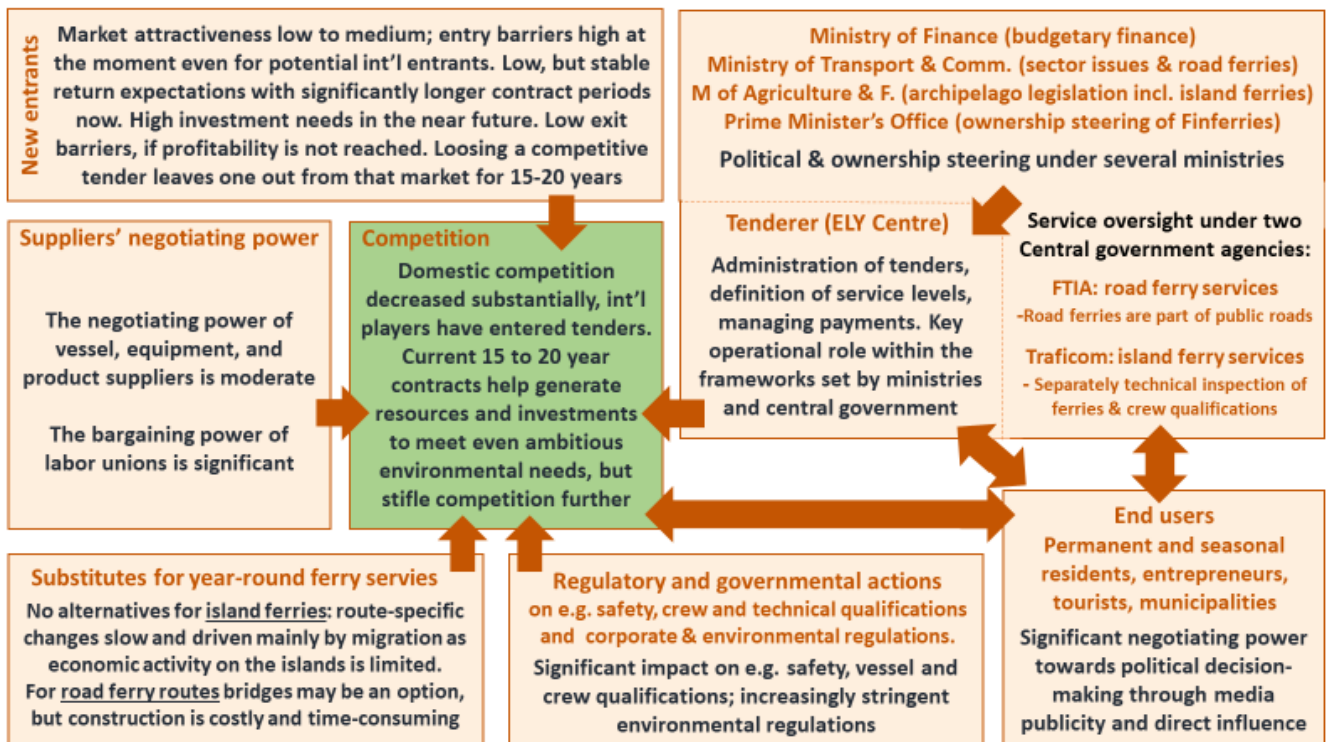 New entrants
Market attractiveness low to medium; entry barriers high at
the moment even for potential int'l entrants. Low, but stable
return expectations with significantly longer contract periods
now. High investment needs in the near future. Low exit
barriers, if profitability is not reached. Loosing a competitive
tender leaves one out from that market for 15-20 years
Ministry of Finance (budgetary finance)
Ministry of Transport & Comm. (sector issues & road ferries)
M of Agriculture & F. (archipelago legislation incl. island ferries)
Prime Minister's Office (ownership steering of Finferries)
Political & ownership steering under several ministries
Suppliers' negotiating power
The negotiating power of
vessel, equipment, and
product suppliers is moderate
The bargaining power of
labor unions is significant
Competition
Domestic competition
decreased substantially, int'l
players have entered tenders.
Current 15 to 20 year
contracts help generate
resources and investments
to meet even ambitious
environmental needs, but
stifle competition further
Tenderer (ELY Centre)
Administration of tenders,
definition of service levels,
managing payments. Key
operational role within the
frameworks set by ministries
and central government
Service oversight under two
Central government agencies:
FTIA: road ferry services
-Road ferries are part of public roads
Traficom: island ferry services
- Separately technical inspection of
ferries & crew qualifications
Substitutes for year-round ferry servies
No alternatives for island ferries: route-specific
changes slow and driven mainly by migration as
economic activity on the islands is limited.
For road ferry routes bridges may be an option,
but construction is costly and time-consuming
Regulatory and governmental actions
on e.g. safety, crew and technical qualifications
and corporate & environmental regulations.
Significant impact on e.g. safety, vessel and
crew qualifications; increasingly stringent
environmental regulations
End users
Permanent and seasonal
residents, entrepreneurs,
tourists, municipalities
Significant negotiating power
towards political decision-
making through media
publicity and direct influence